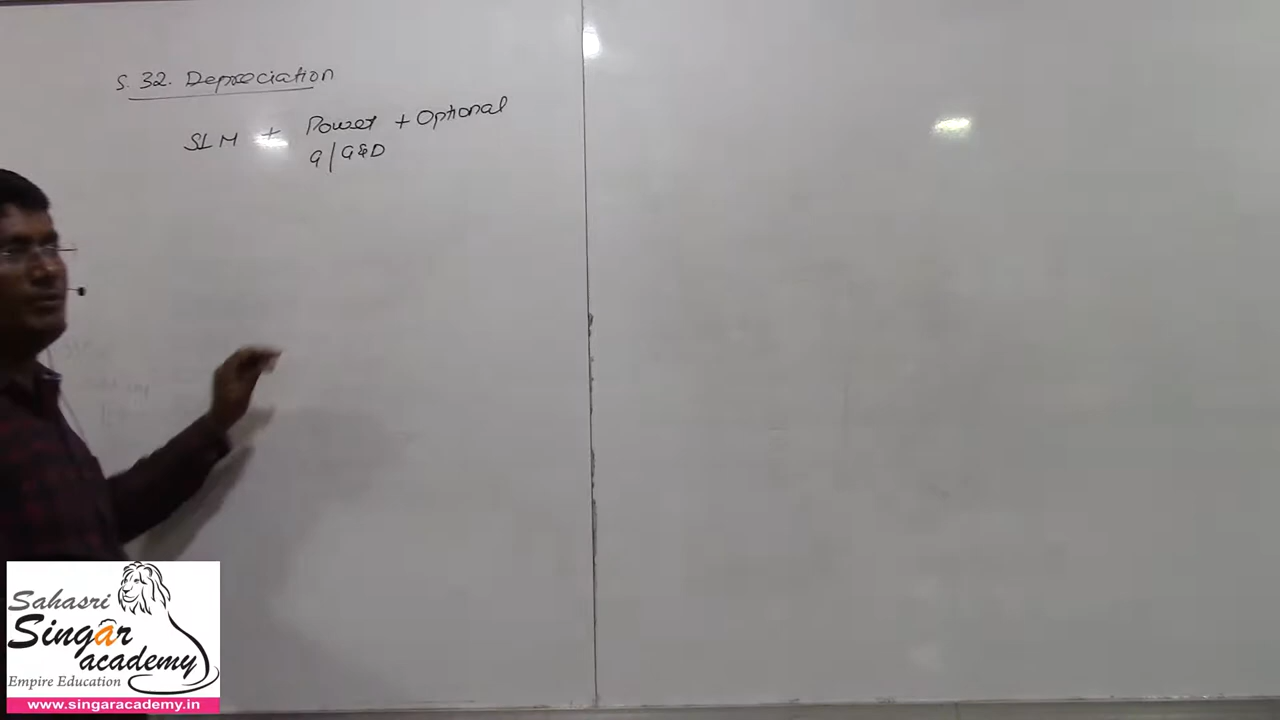 S. 32. Depreciation
SLM + Power + Optional
G/G&D
Sahasri
Singar
academy
Empire Education
www.singaracademy.in